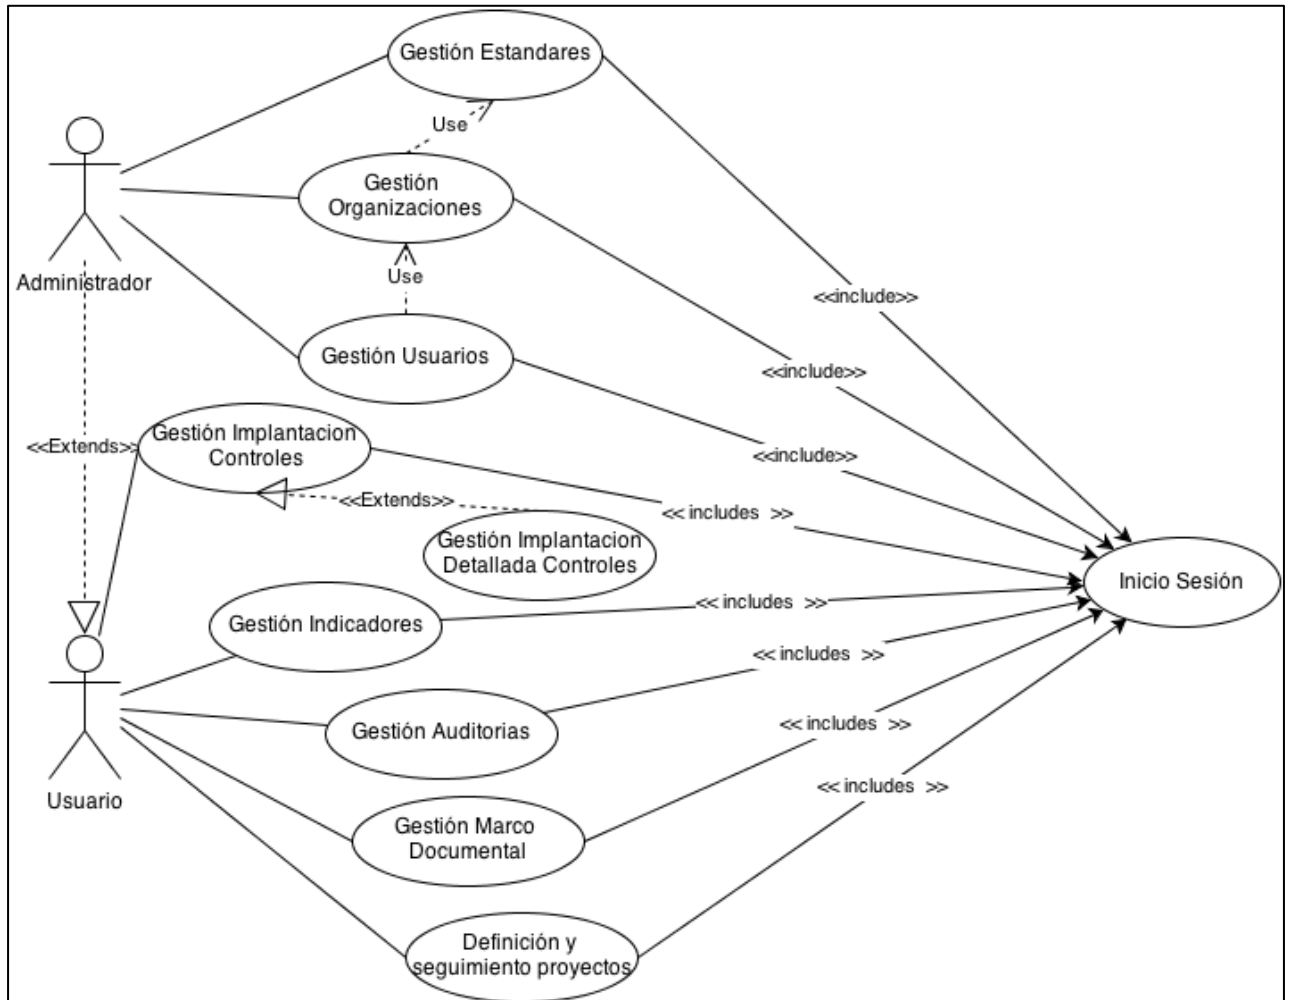 Gestión Estandares
Use
Gestión
Organizaciones
Administrador
Use
<<include>>
Gestión Usuarios
<<include>>
<<Extends>>
Gestión Implantacion
Controles
<<include>>
<<Extends>>
<< includes >>
Gestión Implantacion
Detallada Controles
Inicio Sesión
Gestión Indicadores
<< includes >>
<< includes >>
Gestión Auditorias
<< includes >>
Usuario
<< includes >>
Gestión Marco
Documental
Definición y
seguimiento proyectos